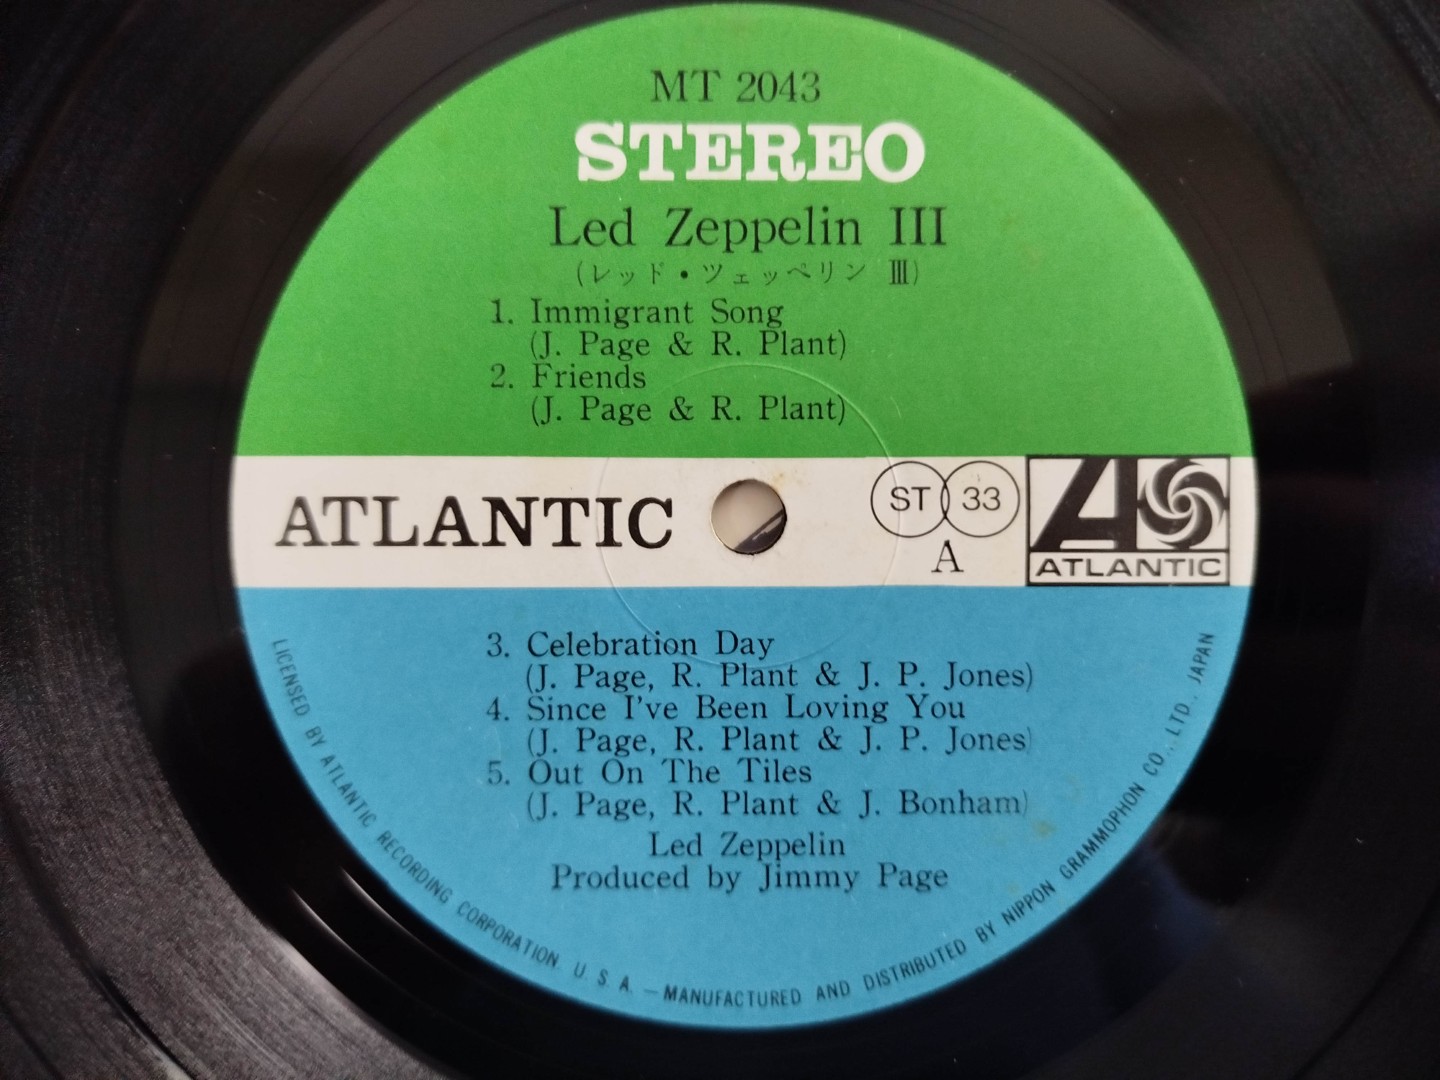 MT 2043
STEREO
Led Zeppelin III
(レッド・ツェッペリン Ⅲ)
1. Immigrant Song
(J. Page & R. Plant)
2. Friends
(J. Page & R. Plant)
ATLANTIC
ST 33
A
ATLANTIC
3. Celebration Day
(J. Page, R. Plant & J. P. Jones)
4. Since I've Been Loving You
(J. Page, R. Plant & J. P. Jones)
5. Out On The Tiles
(J. Page, R. Plant & J. Bonham)
Led Zeppelin
Produced by Jimmy Page
LICENSED BY ATLANTIC RECORDING CORPORATION U S A. — MANUFACTURED AND DISTRIBUTED BY NIPPON GRAMMOPHON CO., LTD., JAPAN